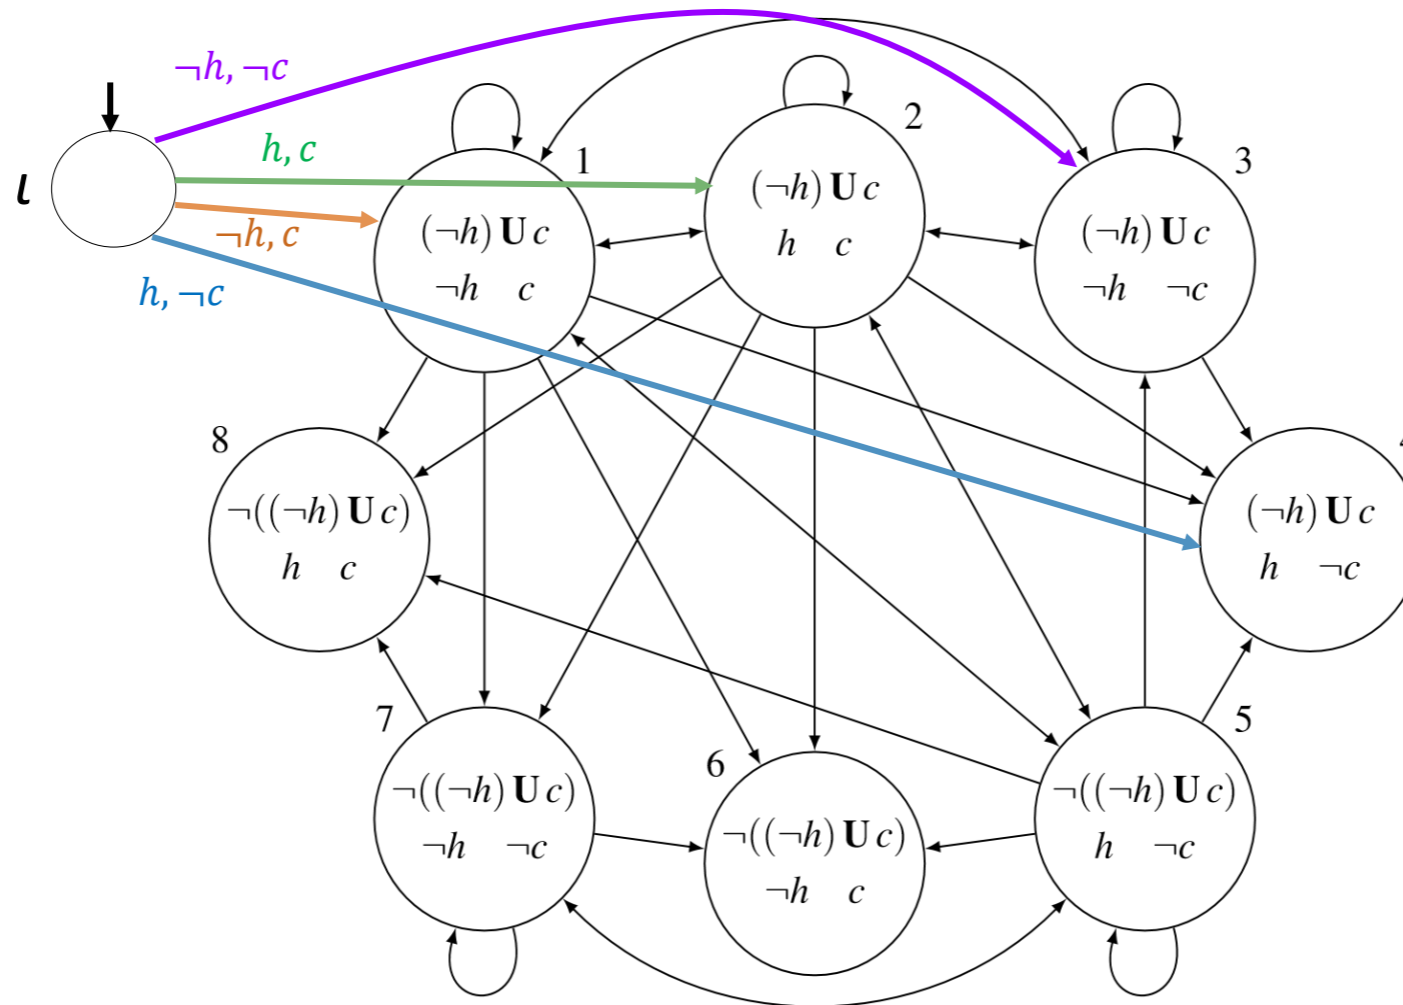 ¬h, ¬c
h, c
¬h, c
h, ¬c
ι
1
(¬h) U c
¬h c
2
(¬h) U c
h c
3
(¬h) U c
¬h ¬c
8
¬((¬h) U c)
h c
(¬h) U c
h ¬c
7
¬((¬h) U c)
¬h ¬c
6
¬((¬h) U c)
¬h c
5
¬((¬h) U c)
h ¬c